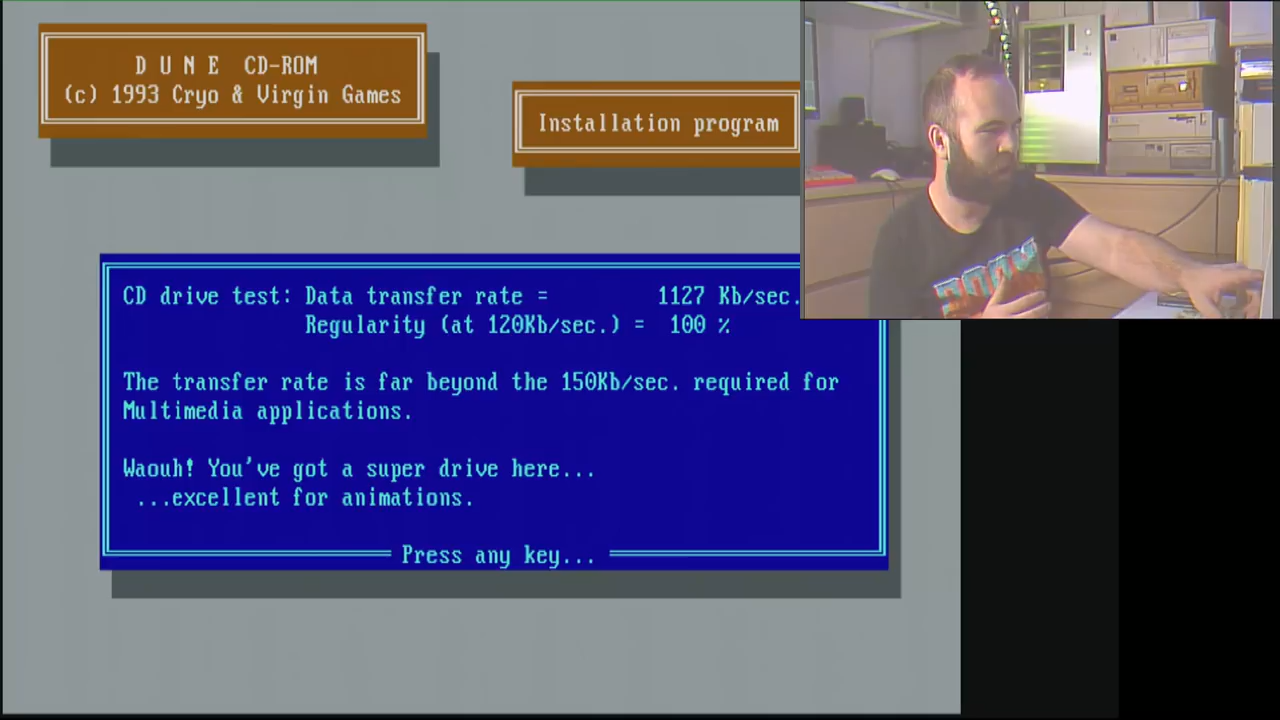 D U N E CD-ROM
(c) 1993 Cryo & Virgin Games
Installation program
CD drive test: Data transfer rate = 1127 Kb/sec.
Regularity (at 120Kb/sec.) = 100 %
The transfer rate is far beyond the 150Kb/sec. required for
Multimedia applications.
Waouh! You've got a super drive here...
...excellent for animations.
Press any key...